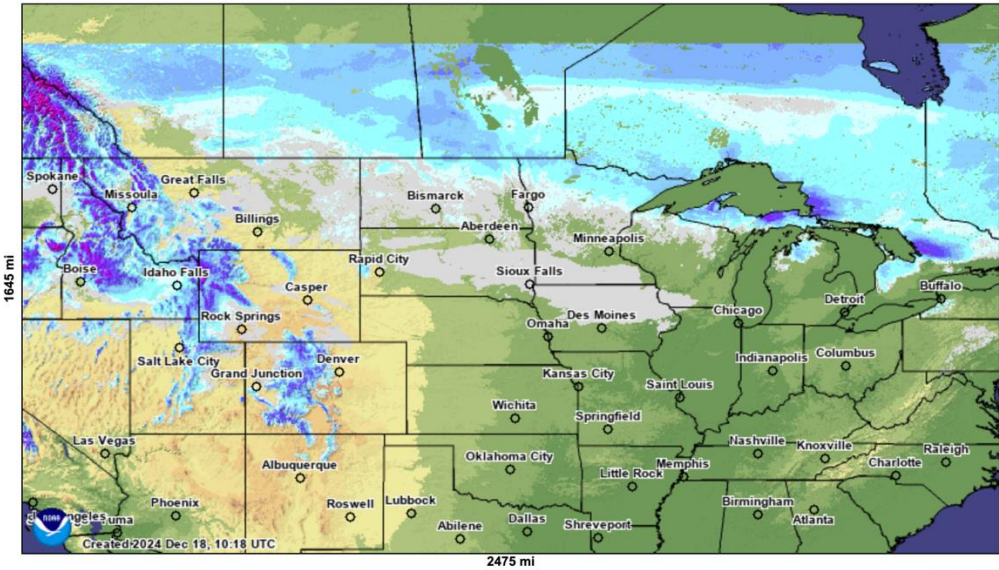 Spokane
Great Falls
Missoula
Bismarck
Fargo
Billings
Aberdeen
Minneapolis
Rapid City
Boise
Idaho Falls
Sioux Falls
Casper
Buffalo
Detroit
Rock Springs
Omaha
Des Moines
Chicago
Salt Lake City
Denver
Indianapolis
Columbus
Grand Junction
Kansas City
Saint Louis
Wichita
Springfield
Las Vegas
Nashville
Knoxville
Raleigh
Albuquerque
Oklahoma City
Little Rock
Memphis
Charlotte
Phoenix
Roswell
Lubbock
Birmingham
Atlanta
Abilene
Dallas
Shreveport
NOAA
ngeles
uma
Created 2024 Dec 18, 10:18 UTC
1645 mi
2475 mi